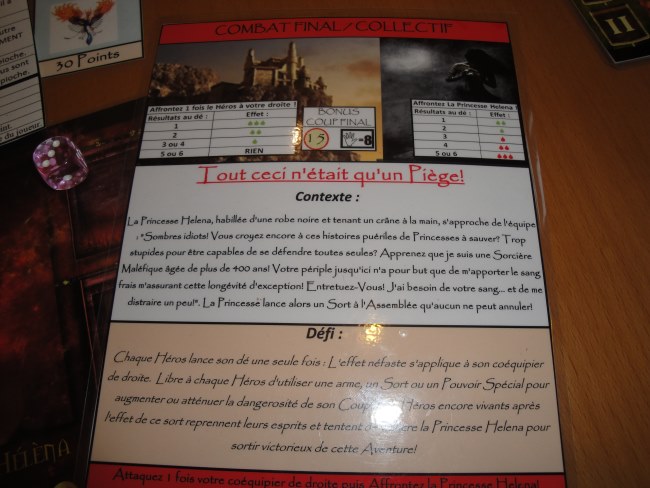 COMBAT FINAL / COLLECTIF
30 Points
Affrontez 1 fois le Héros à votre droite !
Résultats au dé : Effet :
1
2
3 ou 4
5 ou 6 RIEN
BONUS
COUP FINAL
15 =8
Affrontez La Princesse Helena !
Résultats au dé : Effet :
1
2
3
4
5 ou 6
Tout ceci n'était qu'un Piège!
Contexte :
La Princesse Helena, habillée d'une robe noire et tenant un crâne à la main, s'approche de l'équipe
: "Sombres idiots! Vous croyez encore à ces histoires puériles de Princesses à sauver? Trop
stupides pour être capables de se défendre toutes seules? Apprenez que je suis une Sorcière
Maléfique âgée de plus de 400 ans! Votre périple jusqu'ici n'a pour but que de m'apporter le sang
frais m'assurant cette longévité d'exception! Entretuez-Vous! J'ai besoin de votre sang... et de me
distraire un peu!". La Princesse lance alors un Sort à l'Assemblée qu'aucun ne peut annuler!
Défi :
Chaque Héros lance son dé une seule fois : L'effet néfaste s'applique à son coéquipier
de droite. Libre à chaque Héros d'utiliser une arme, un Sort ou un Pouvoir Spécial pour
augmenter ou atténuer la dangerosité de son Héros encore vivants après
l'effet de ce sort reprennent leurs esprits et tentent la Princesse Helena pour
sortir victorieux de cette Aventure!
Attaquez 1 fois votre coéquipier de droite puis Affrontez la Princesse Helena!
HELÈNA
MENT
pioche.
us sont
pioche.
du joueur